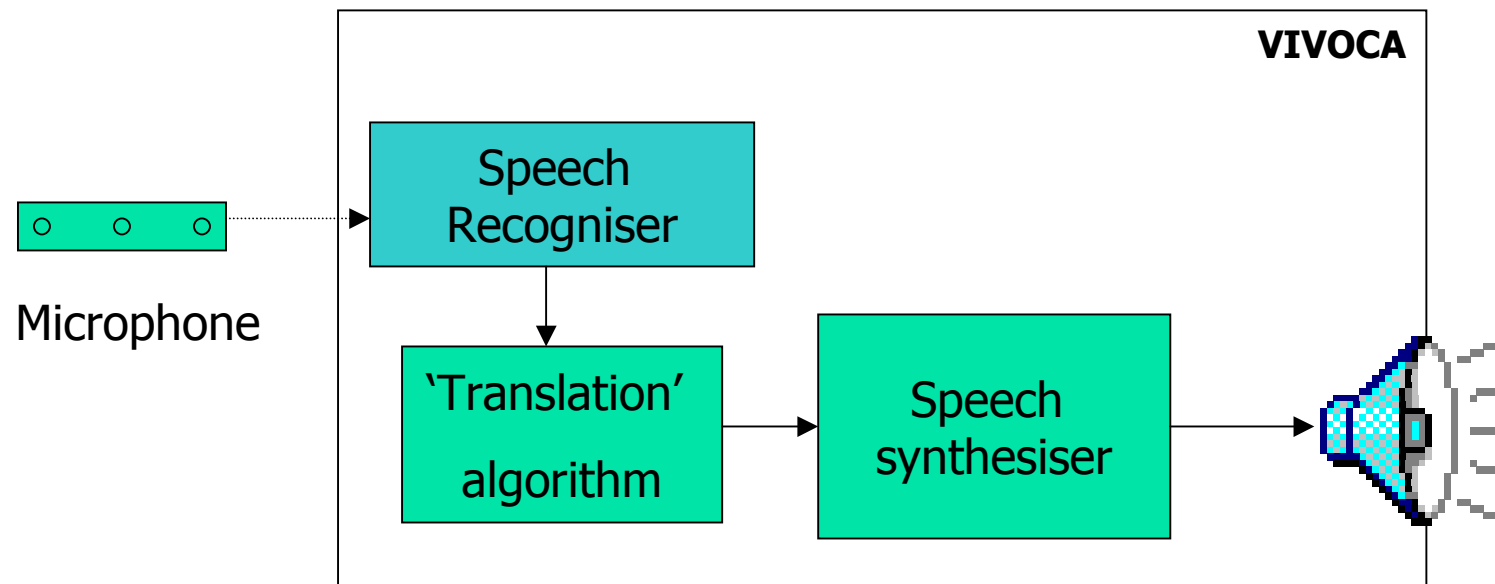 VIVOCA
Speech
Recogniser
Microphone
‘Translation’
algorithm
Speech
synthesiser